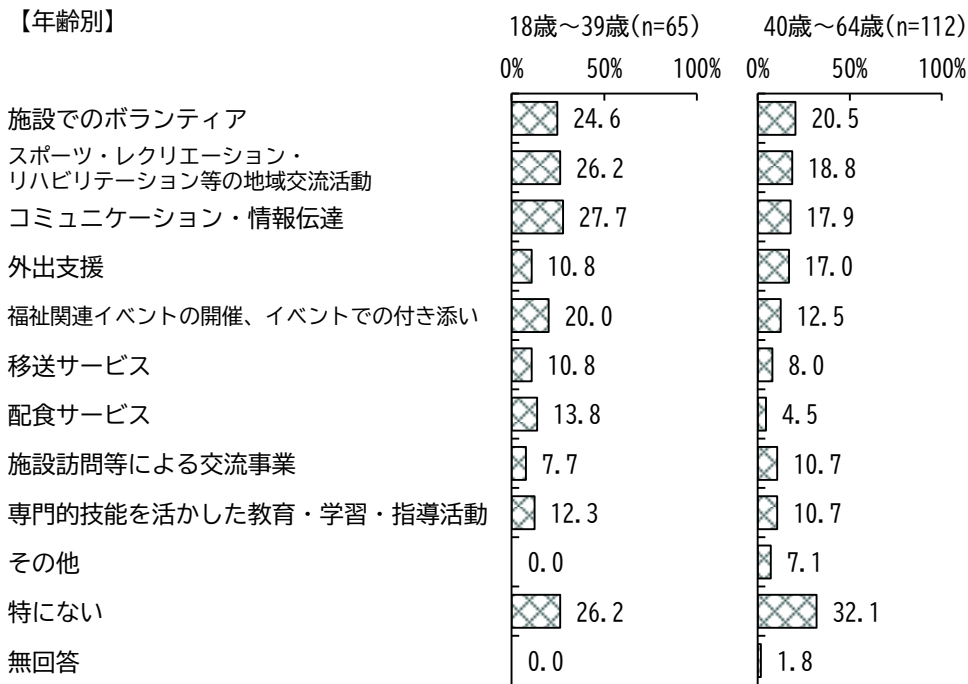 【年齢別】
18歳～39歳(n=65) 40歳～64歳(n=112)
0% 50% 100% 0% 50% 100%
施設でのボランティア 24.6 20.5
スポーツ・レクリエーション・
リハビリテーション等の地域交流活動 26.2 18.8
コミュニケーション・情報伝達 27.7 17.9
外出支援 10.8 17.0
福祉関連イベントの開催、イベントでの付き添い 20.0 12.5
移送サービス 10.8 8.0
配食サービス 13.8 4.5
施設訪問等による交流事業 7.7 10.7
専門的技能を活かした教育・学習・指導活動 12.3 10.7
その他 0.0 7.1
特にない 26.2 32.1
無回答 0.0 1.8